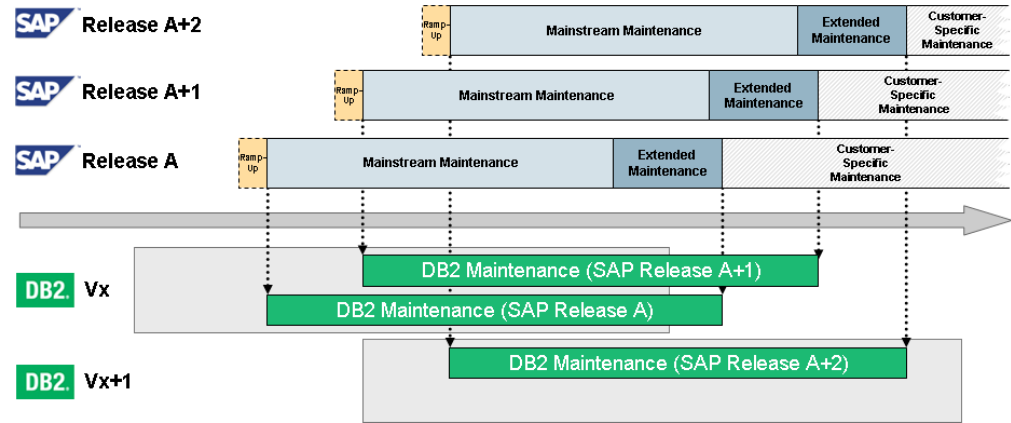 SAP Release A+2
Ramp-
Up
Mainstream Maintenance
Extended
Maintenance
Customer-
Specific
Maintenance
SAP Release A+1
Ramp-
Up
Mainstream Maintenance
Extended
Maintenance
Customer-
Specific
Maintenance
SAP Release A
Ramp-
Up
Mainstream Maintenance
Extended
Maintenance
Customer-
Specific
Maintenance
DB2. Vx
DB2 Maintenance (SAP Release A+1)
DB2 Maintenance (SAP Release A)
DB2. Vx+1
DB2 Maintenance (SAP Release A+2)